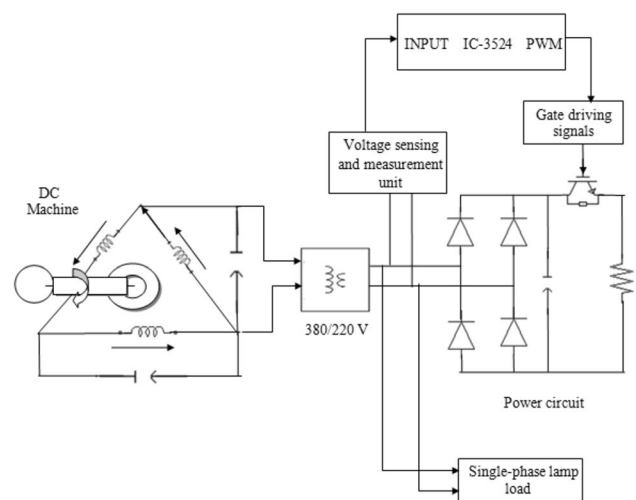 INPUT IC-3524 PWM
Gate driving
signals
Voltage sensing
and measurement
unit
DC
Machine
380/220 V
Power circuit
Single-phase lamp
load